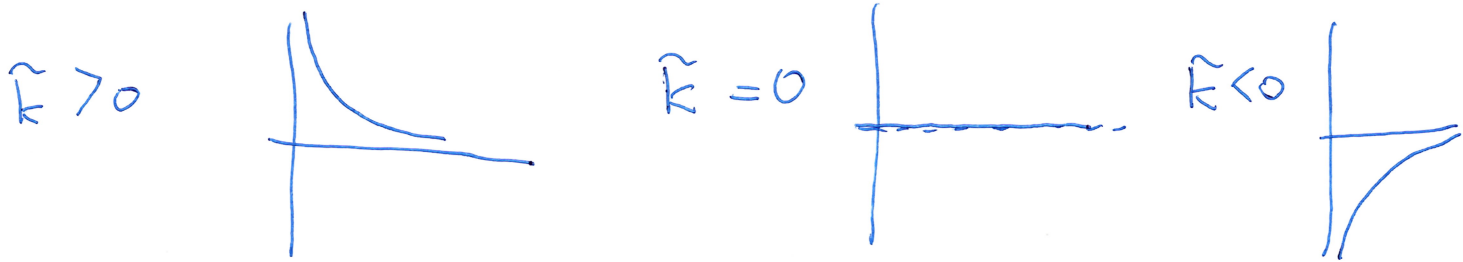 k̃ > 0
k̃ = 0
k̃ < 0